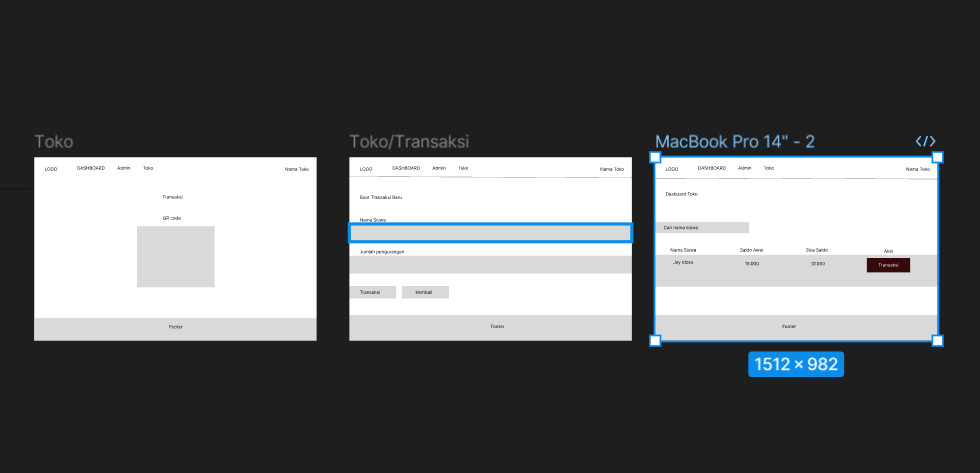 Toko
LOGO DASHBOARD Admin Toko Nama Toko
Transaksi
QR code
Footer
Toko/Transaksi
LOGO DASHBOARD Admin Toko Nama Toko
Buat Transaksi Baru
Nama Siswa
Jumlah pengurangan
Transaksi Kembali
Footer
MacBook Pro 14" - 2 </>
LOGO DASHBOARD Admin Toko Nama Toko
Dasboard Toko
Cari nama siswa
Nama Siswa Saldo Awal Sisa Saldo Aksi
15.000 10.000 Transaksi
Footer
1512 × 982